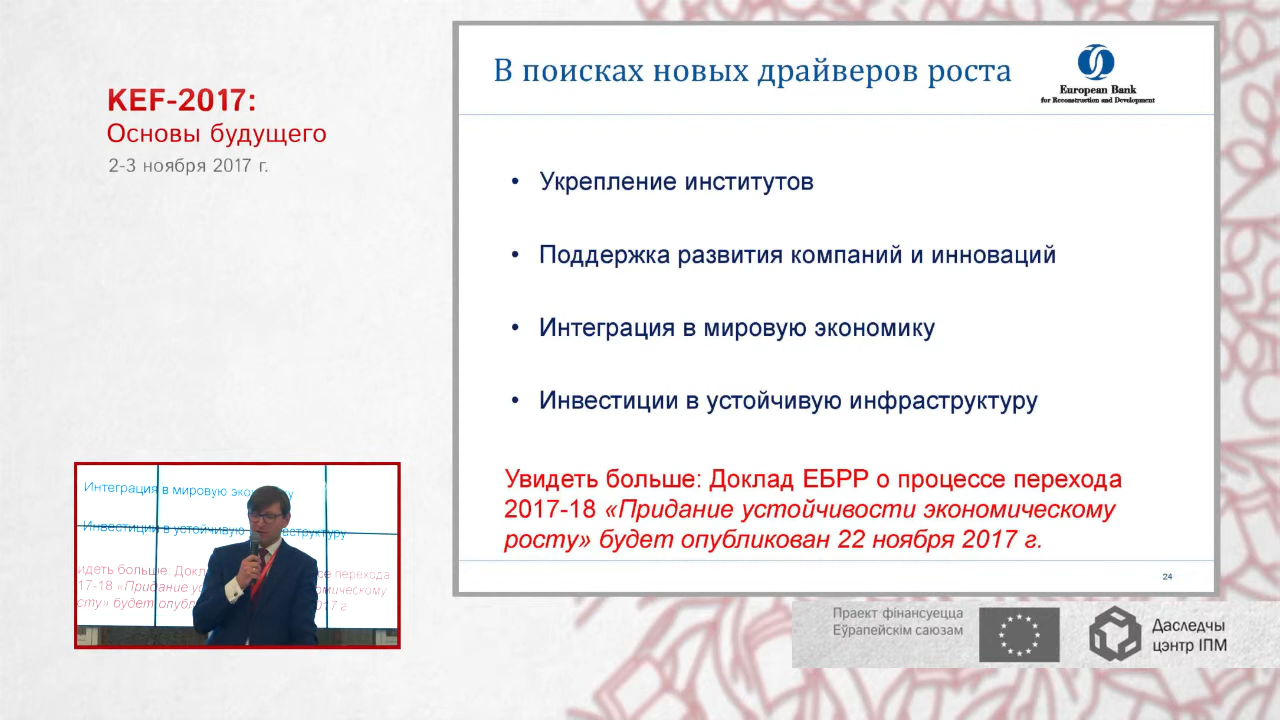 KEF-2017:
Основы будущего
2-3 ноября 2017 г.
В поисках новых драйверов роста
European Bank
for Reconstruction and Development
• Укрепление институтов
• Поддержка развития компаний и инноваций
• Интеграция в мировую экономику
• Инвестиции в устойчивую инфраструктуру
Увидеть больше: Доклад ЕБРР о процессе перехода
2017-18 «Придание устойчивости экономическому
росту» будет опубликован 22 ноября 2017 г.
24
Интеграция в мировую
Инвестиции в устойчивую
17-18
будет
Праект фінансуецца
Еўрапейскім саюзам
Даследчы
цэнтр ІПМ